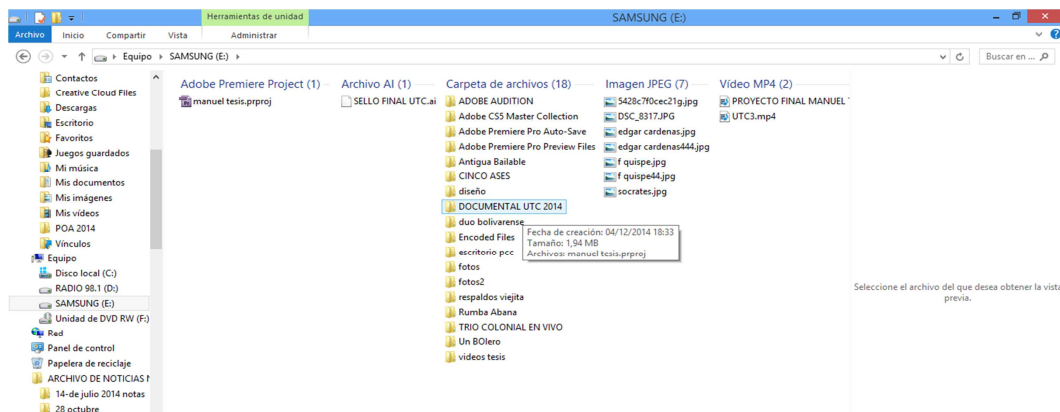 Herramientas de unidad
SAMSUNG (E:)
Archivo Inicio Compartir Vista Administrar
Equipo SAMSUNG (E:)
Buscar en ...
Contactos
Creative Cloud Files
Descargas
Escritorio
Favoritos
Juegos guardados
Mi música
Mis documentos
Mis imágenes
Mis vídeos
POA 2014
Vínculos
Equipo
Disco local (C:)
RADIO 98.1 (D:)
SAMSUNG (E:)
Unidad de DVD RW (F:)
Red
Panel de control
Papelera de reciclaje
ARCHIVO DE NOTICIAS
14-de julio 2014 notas
28 octubre
Adobe Premiere Project (1)
manuel tesis.prproj
Archivo AI (1)
SELLO FINAL UTC.ai
Carpeta de archivos (18)
ADOBE AUDITION
Adobe CS5 Master Collection
Adobe Premiere Pro Auto-Save
Adobe Premiere Pro Preview Files
Antigua Bailable
CINCO ASES
diseño
DOCUMENTAL UTC 2014
duo bolivarense
Encoded Files
escritorio pcc
fotos
fotos2
respaldos viejita
Rumba Abana
TRIO COLONIAL EN VIVO
Un BOlero
videos tesis
Fecha de creación: 04/12/2014 18:33
Tamaño: 1,94 MB
Archivos: manuel tesis.prproj
Imagen JPEG (7)
5428c7f0cec21g.jpg
DSC_8317.JPG
edgar cardenas.jpg
edgar cardenas444.jpg
f quispe.jpg
f quispe44.jpg
socrates.jpg
Vídeo MP4 (2)
PROYECTO FINAL MANUEL
UTC3.mp4
Seleccione el archivo del que desea obtener la vista
previa.